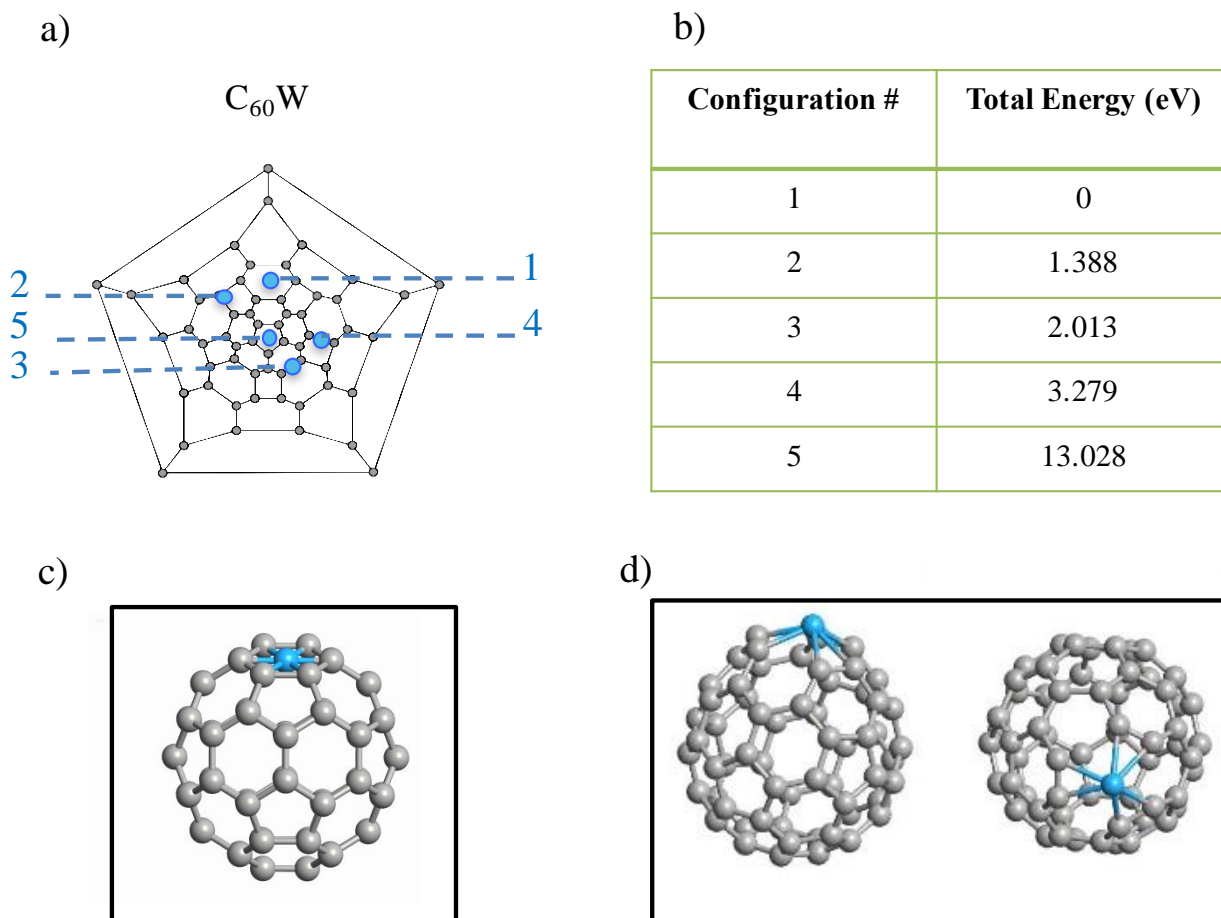 a)
C₆₀W
1
2
5
4
3
b)
Configuration # Total Energy (eV)
1 0
2 1.388
3 2.013
4 3.279
5 13.028
c)
d)